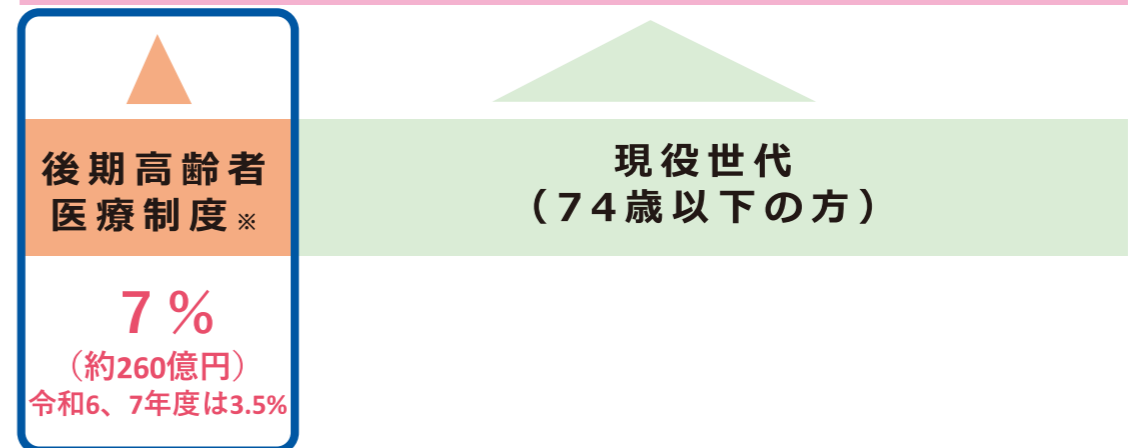 後期高齢者
医療制度※
現役世代
（74歳以下の方）
7％
（約260億円）
令和6、7年度は3.5%